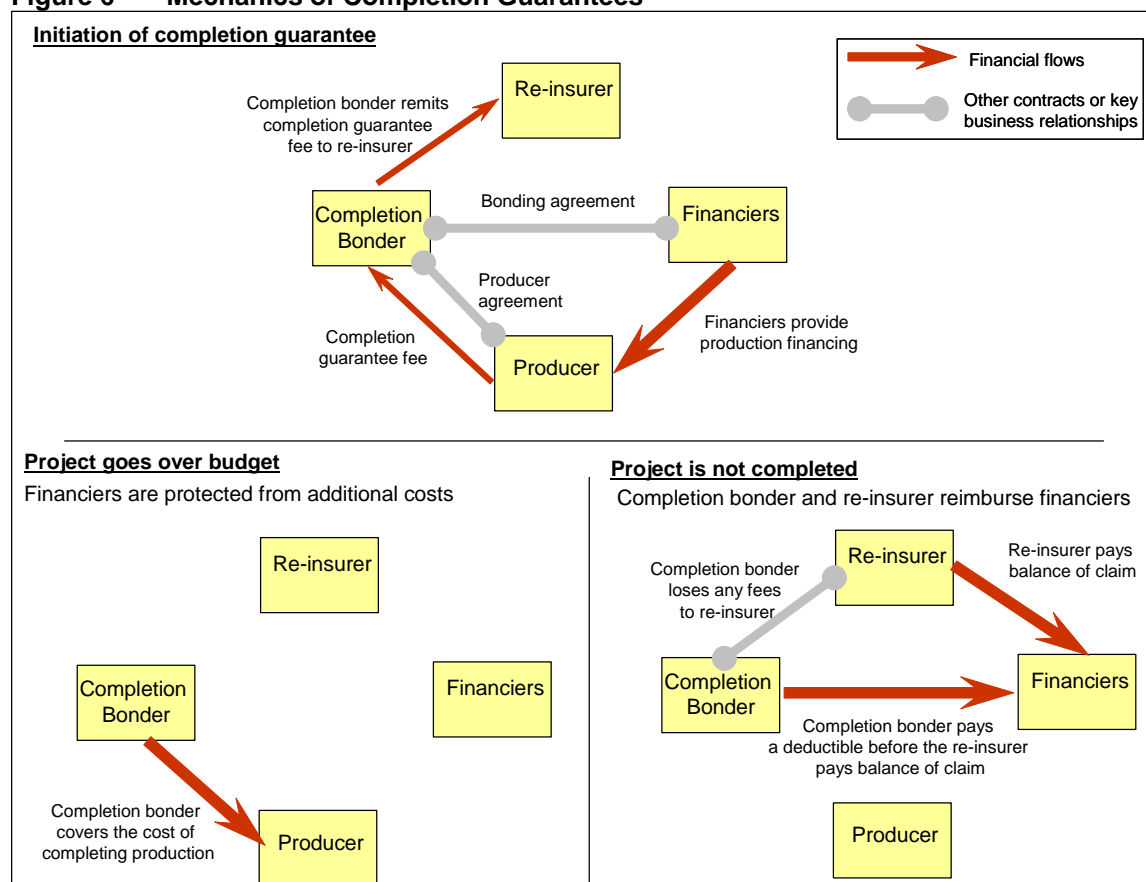 Figure 6 Mechanics of Completion Guarantees
Initiation of completion guarantee
Financial flows
Other contracts or key
business relationships
Re-insurer
Completion bonder remits
completion guarantee
fee to re-insurer
Completion
Bonder
Bonding agreement
Financiers
Producer
agreement
Completion
guarantee fee
Financiers provide
production financing
Producer
Project goes over budget
Financiers are protected from additional costs
Re-insurer
Completion
Bonder
Financiers
Completion bonder
covers the cost of
completing production
Producer
Project is not completed
Completion bonder and re-insurer reimburse financiers
Completion bonder
loses any fees
to re-insurer
Re-insurer
Re-insurer pays
balance of claim
Completion
Bonder
Financiers
Completion bonder pays
a deductible before the re-insurer
pays balance of claim
Producer